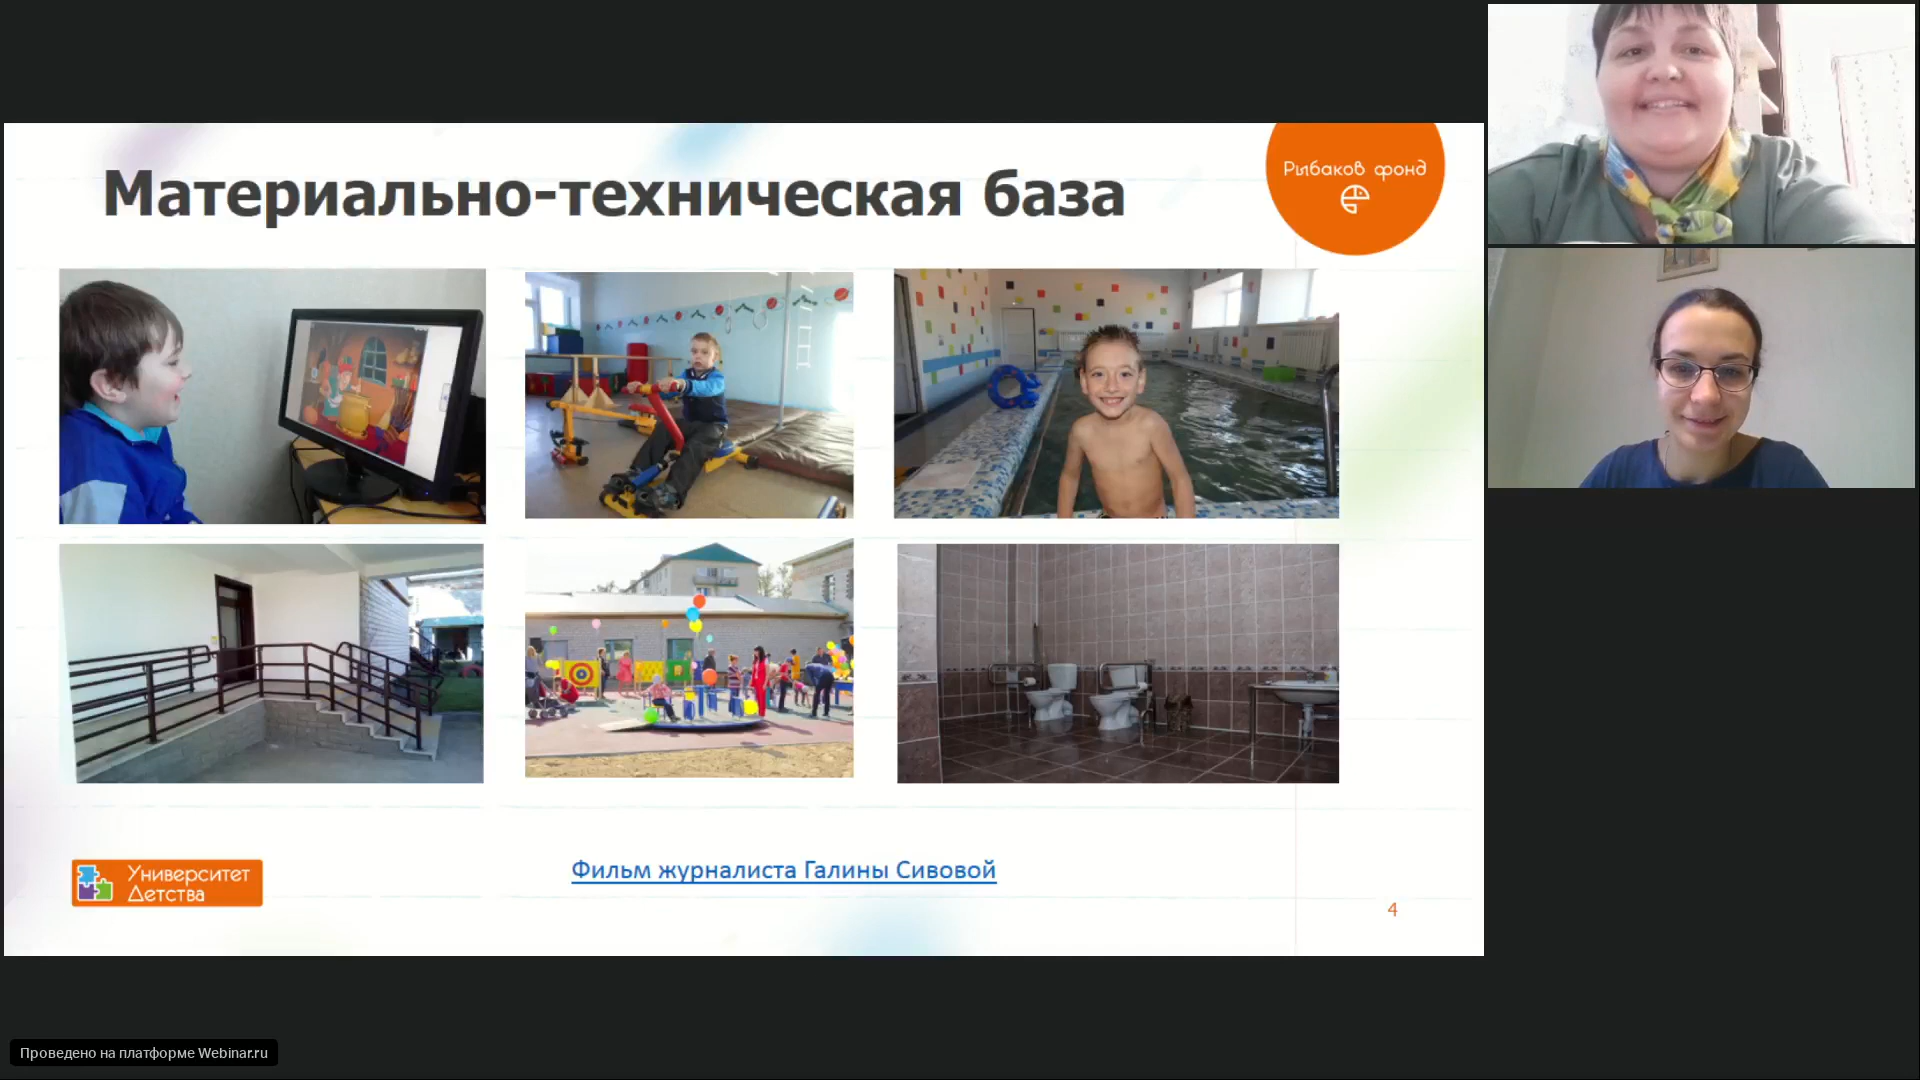 Материально-техническая база
Рыбаков фонд
Университет
Детства
Фильм журналиста Галины Сивовой
4
Проведено на платформе Webinar.ru